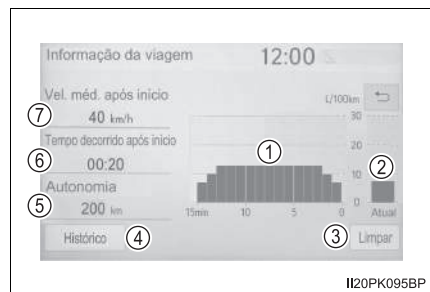 Informação da viagem 12:00
Vel. méd. após início L/100km
⑦ 40 km/h 30
Tempo decorrido após início ① 20
⑥ 00:20 ② 10
Autonomia 0
⑤ 200 km 15min 10 5 0 Atual
Histórico ④ ③ Limpar
II20PK095BP